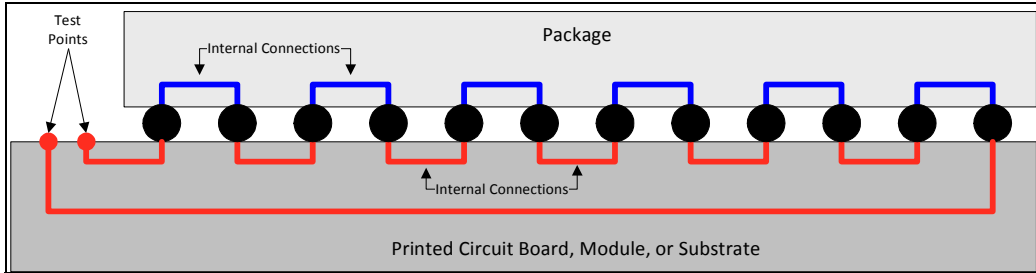 Test
Points
Package
Internal Connections
Internal Connections
Printed Circuit Board, Module, or Substrate